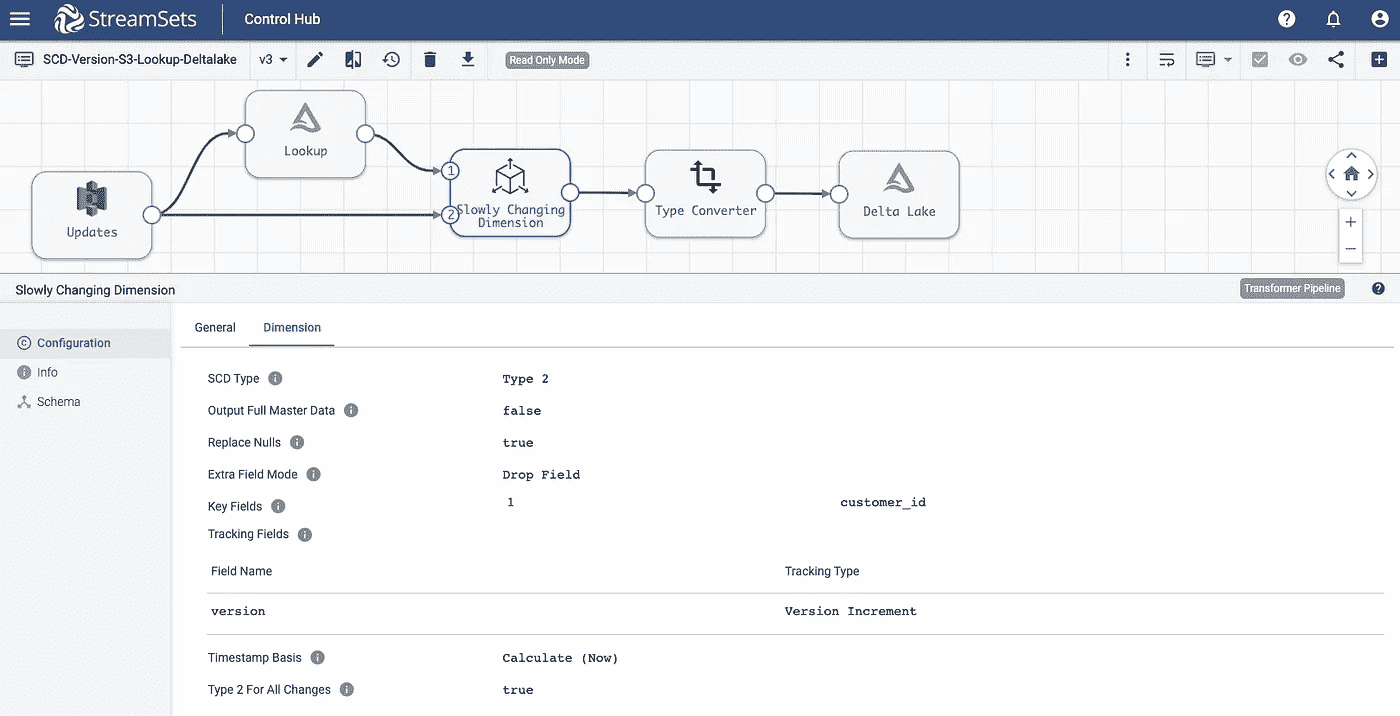 StreamSets Control Hub
SCD-Version-S3-Lookup-Deltalake v3 Read Only Mode
Lookup
Updates
1
2
Slowly Changing
Dimension
Type Converter
Delta Lake
Slowly Changing Dimension Transformer Pipeline
Configuration
Info
Schema
General Dimension
SCD Type Type 2
Output Full Master Data false
Replace Nulls true
Extra Field Mode Drop Field
Key Fields 1 customer_id
Tracking Fields
Field Name Tracking Type
version Version Increment
Timestamp Basis Calculate (Now)
Type 2 For All Changes true